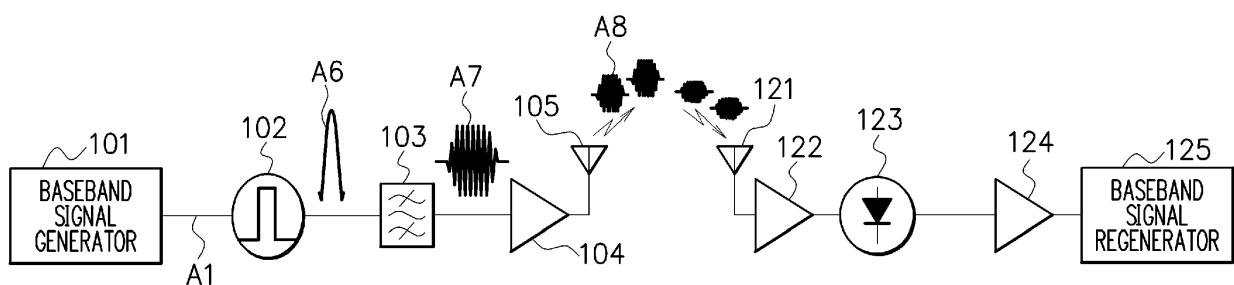 A8
A6
A7
105
121
101
102
103
122
123
124
125
BASEBAND
SIGNAL
GENERATOR
BASEBAND
SIGNAL
REGENERATOR
A1
104